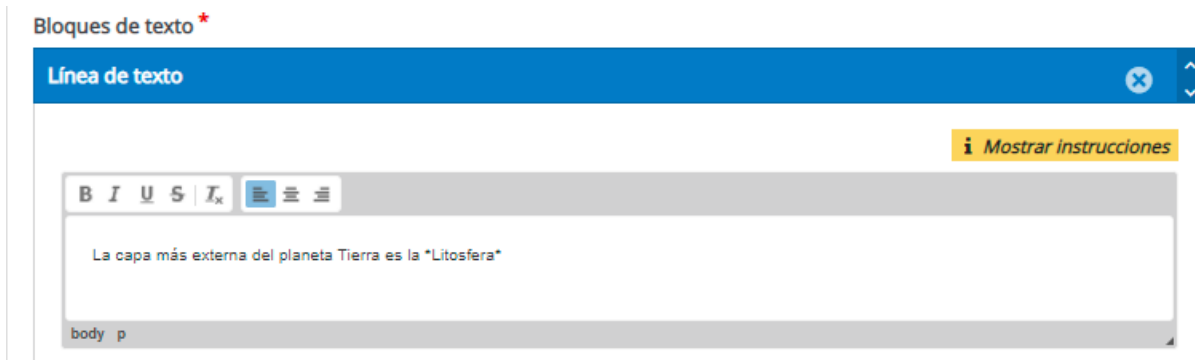 Bloques de texto *
Línea de texto
i Mostrar instrucciones
B I U S Tx
La capa más externa del planeta Tierra es la *Litosfera*
body p